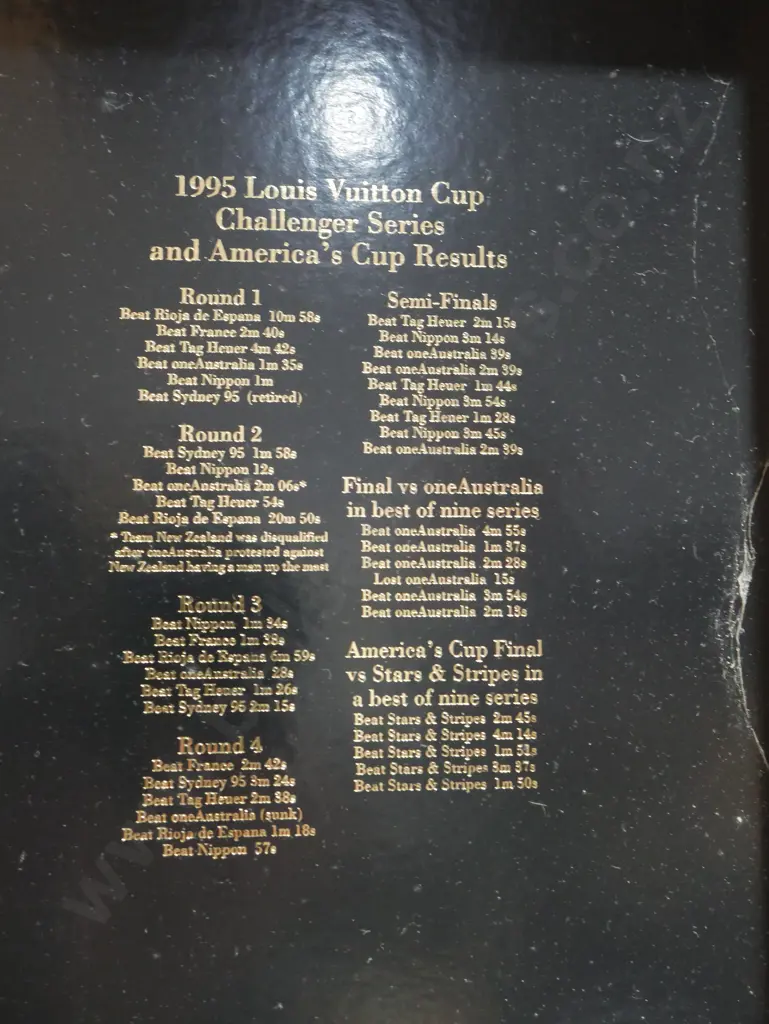 1995 Louis Vuitton Cup
Challenger Series
and America's Cup Results
Round 1
Beat Rioja de Espana 10m 58s
Beat France 2m 40s
Beat Tag Heuer 4m 42s
Beat oneAustralia 1m 35s
Beat Nippon 1m
Beat Sydney 95 (retired)
Round 2
Beat Sydney 95 1m 58s
Beat Nippon 12s
Beat oneAustralia 2m 06s*
Beat Tag Heuer 54s
Beat Rioja de Espana 20m 50s
* Team New Zealand was disqualified
after oneAustralia protested against
New Zealand having a man up the mast
Round 3
Beat Nippon 1m 34s
Beat France 1m 38s
Beat Rioja de Espana 6m 59s
Beat oneAustralia 28s
Beat Tag Heuer 1m 26s
Beat Sydney 95 2m 15s
Round 4
Beat France 2m 42s
Beat Sydney 95 3m 24s
Beat Tag Heuer 2m 38s
Beat oneAustralia (sunk)
Beat Rioja de Espana 1m 18s
Beat Nippon 57s
Semi-Finals
Beat Tag Heuer 2m 15s
Beat Nippon 3m 14s
Beat oneAustralia 39s
Beat oneAustralia 2m 39s
Beat Tag Heuer 1m 44s
Beat Nippon 3m 54s
Beat Tag Heuer 1m 28s
Beat Nippon 3m 45s
Beat oneAustralia 2m 39s
Final vs oneAustralia
in best of nine series
Beat oneAustralia 4m 55s
Beat oneAustralia 1m 37s
Beat oneAustralia 2m 28s
Lost oneAustralia 15s
Beat oneAustralia 3m 54s
Beat oneAustralia 2m 13s
America's Cup Final
vs Stars & Stripes in
a best of nine series
Beat Stars & Stripes 2m 45s
Beat Stars & Stripes 4m 14s
Beat Stars & Stripes 1m 51s
Beat Stars & Stripes 3m 37s
Beat Stars & Stripes 1m 50s